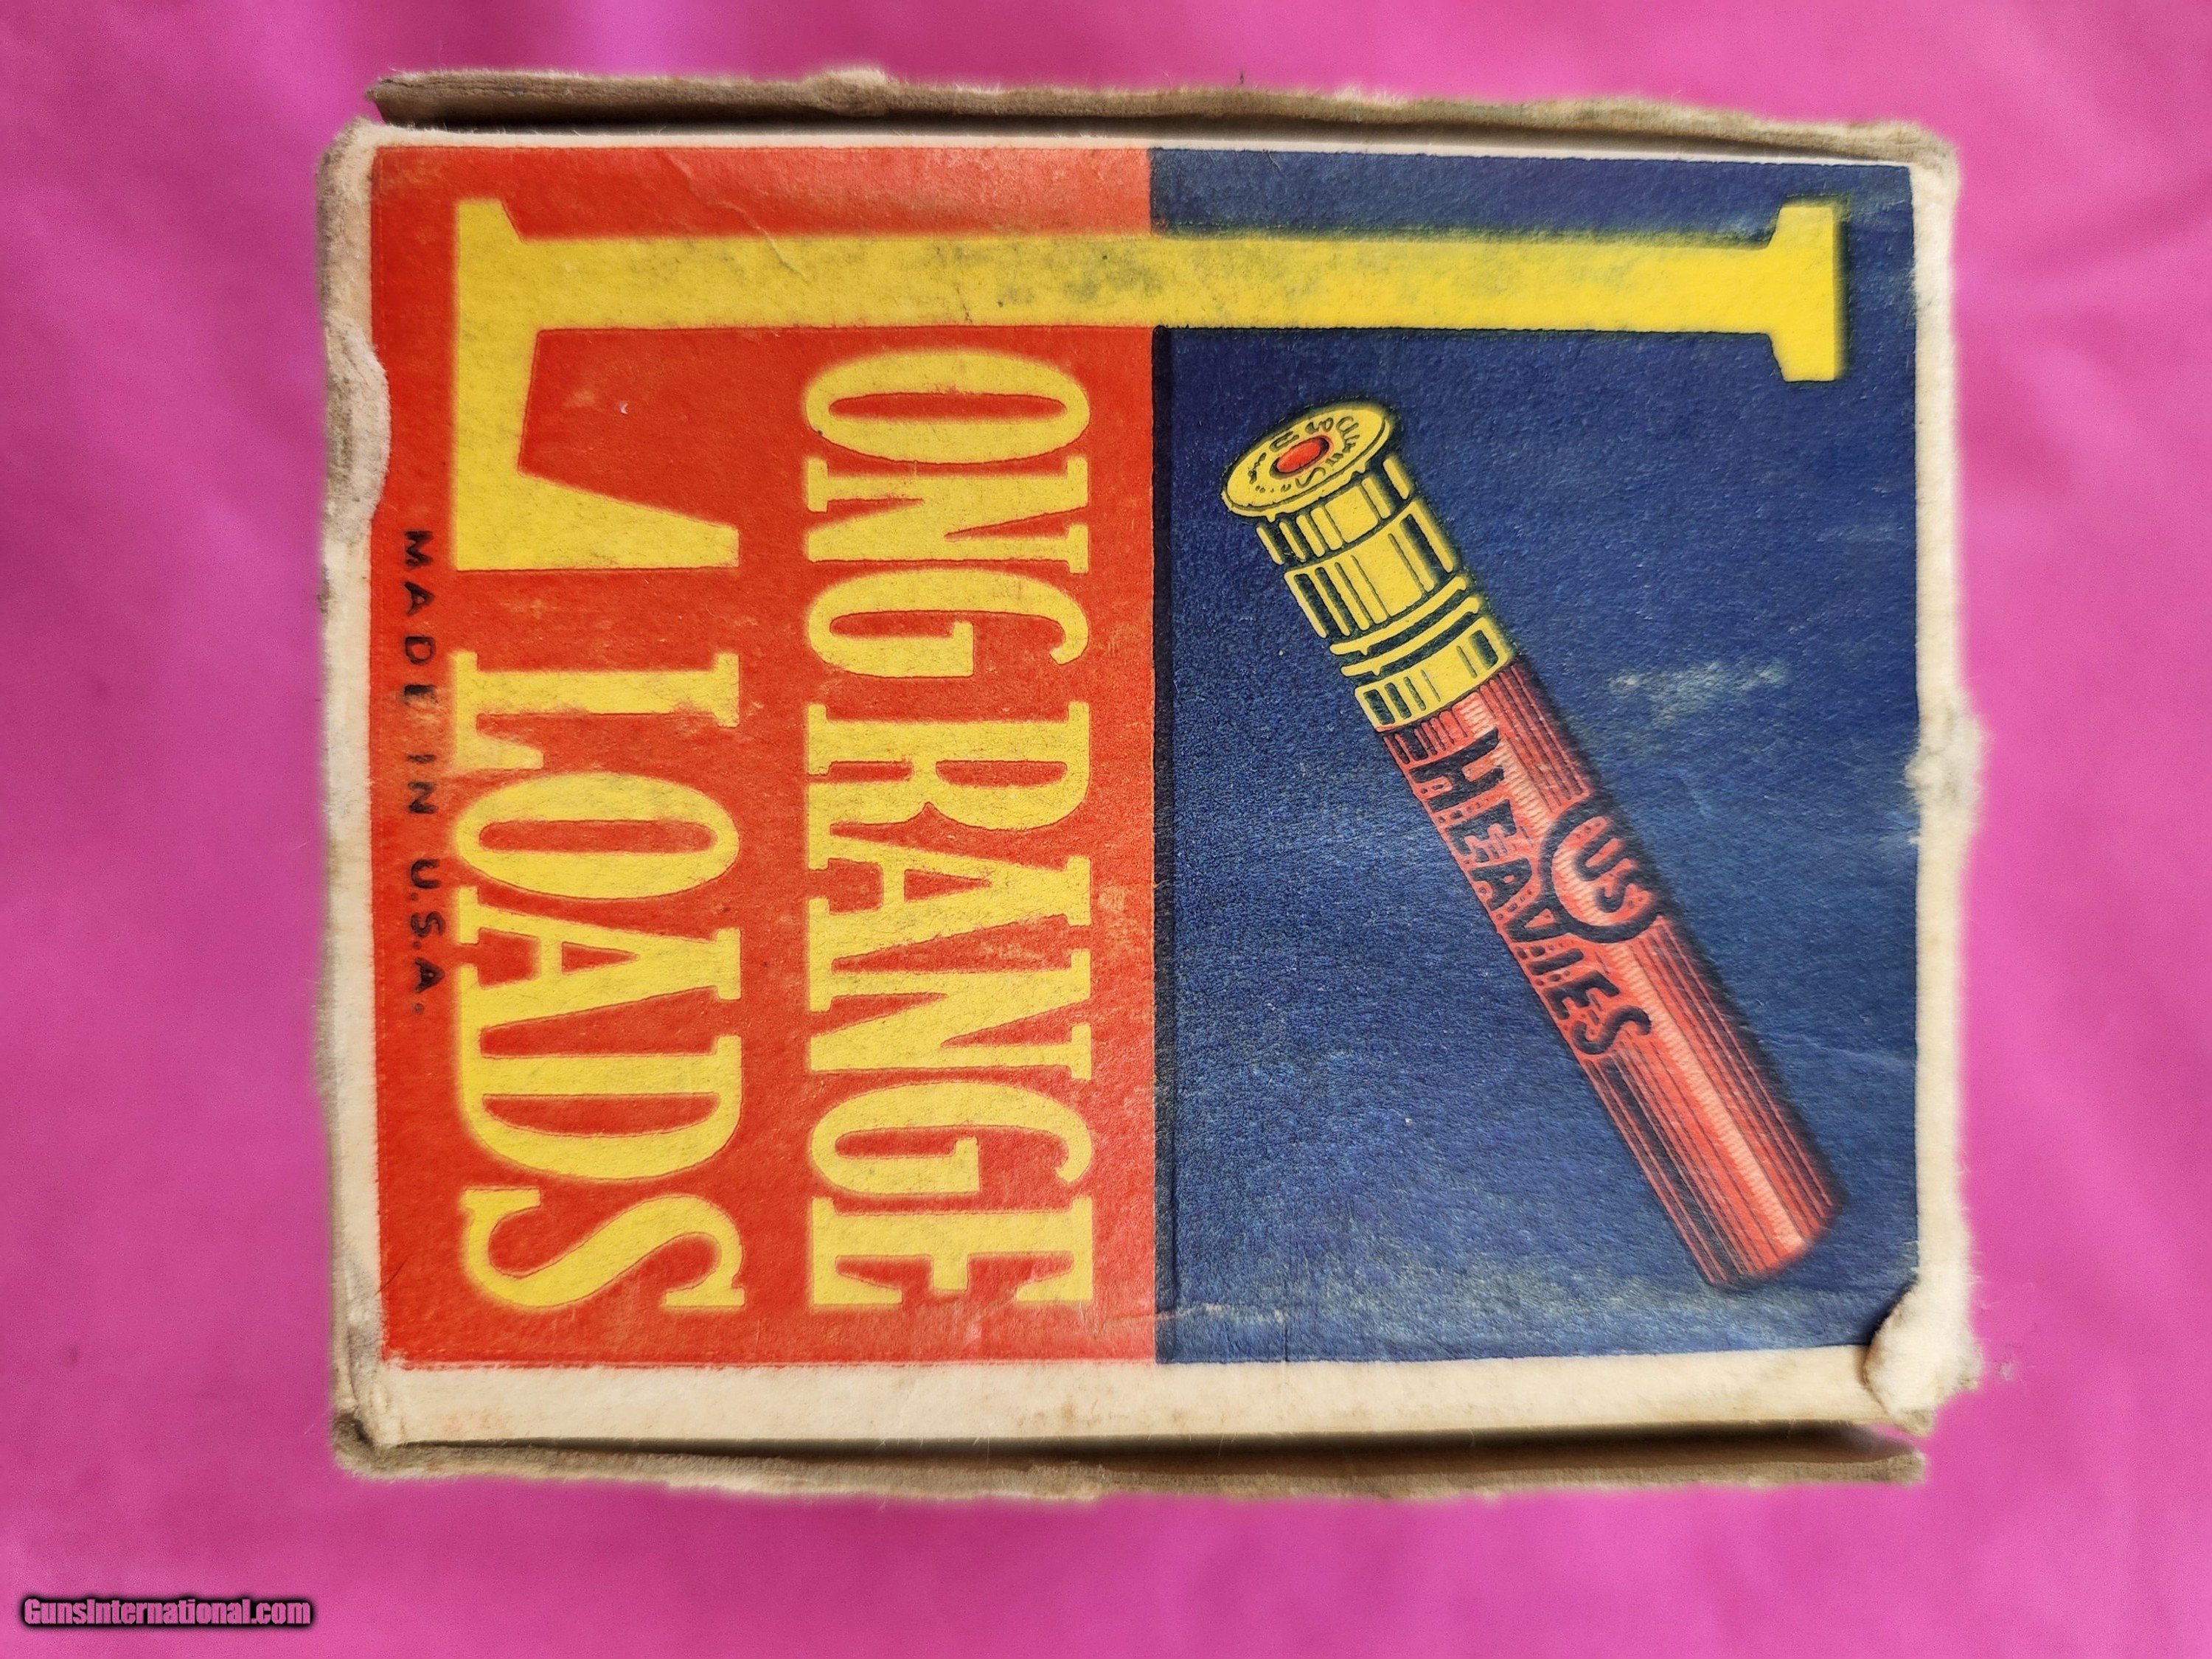 US
HEAVIES
LONG RANGE
LOADS
MADE IN U.S.A.
GunsInternational.com